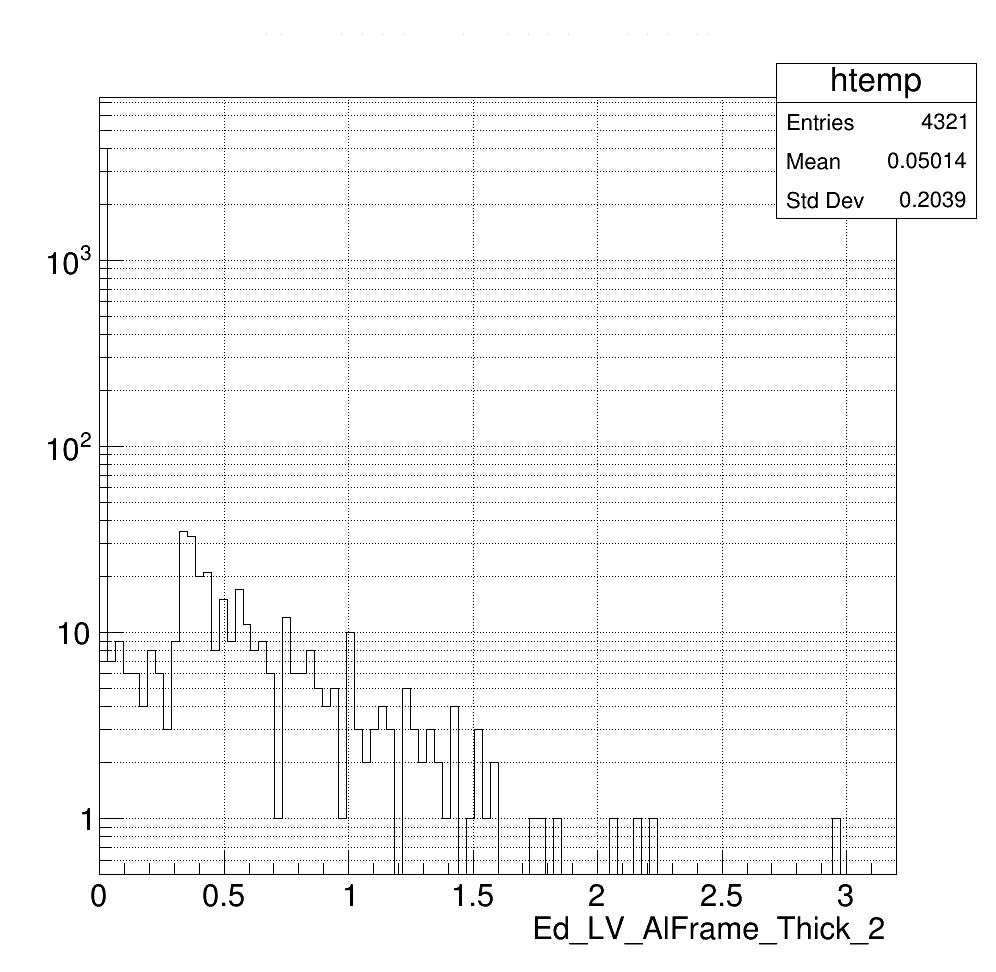 htemp
Entries 4321
Mean 0.05014
Std Dev 0.2039
10^3
10^2
10
1
0 0.5 1 1.5 2 2.5 3
Ed_LV_AlFrame_Thick_2